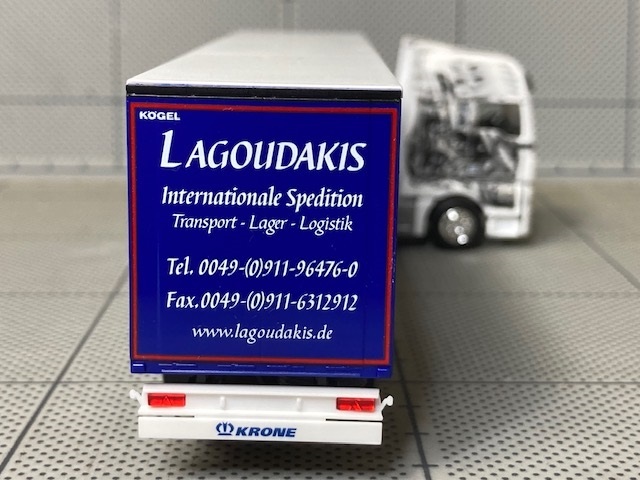 KÖGEL
LAGOUDAKIS
Internationale Spedition
Transport - Lager - Logistik
Tel. 0049-(0)911-96476-0
Fax.0049-(0)911-6312912
www.lagoudakis.de
KRONE